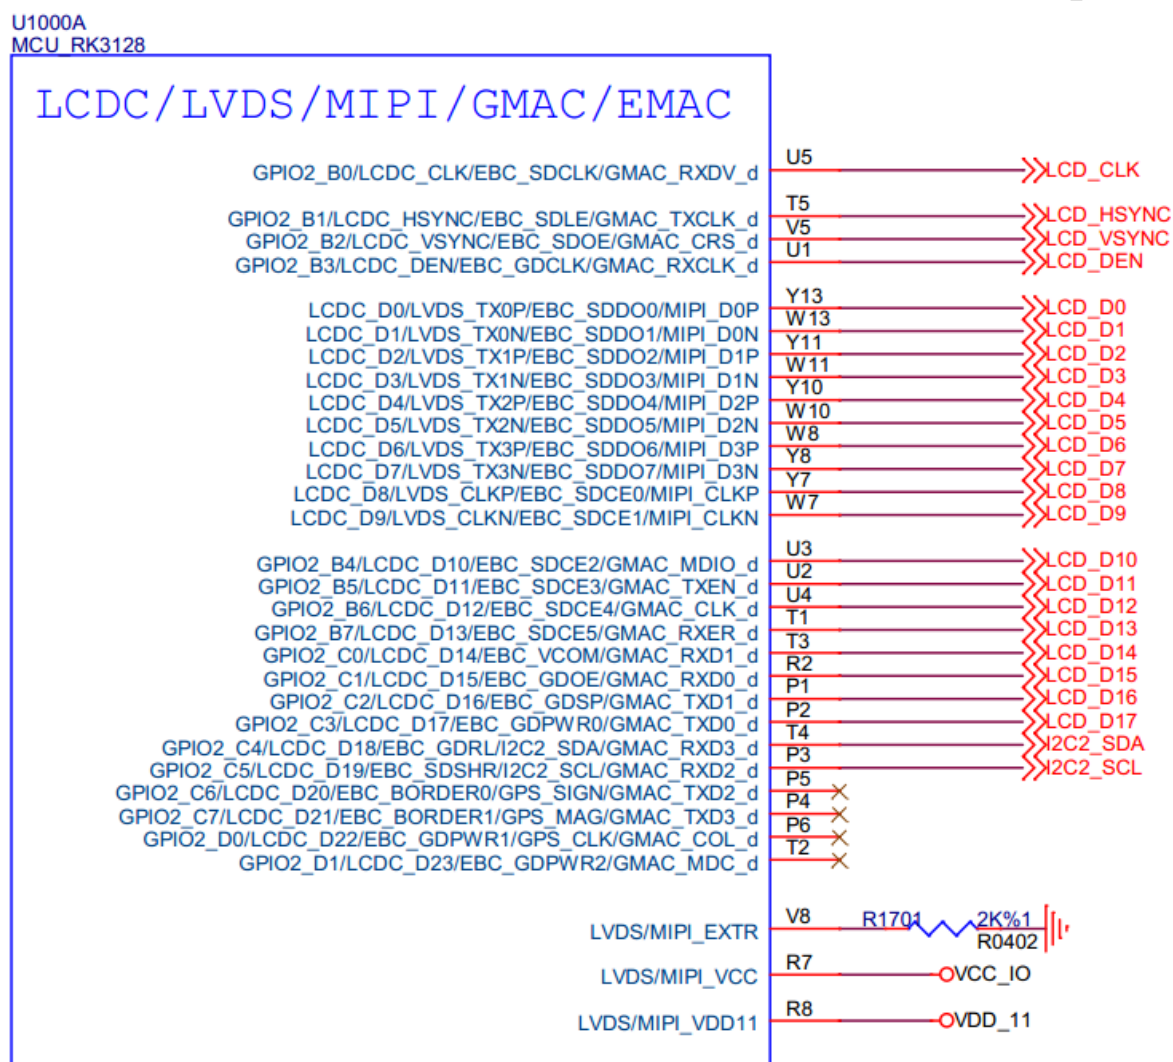 U1000A
MCU_RK3128
LCDC/LVDS/MIPI/GMAC/EMAC
GPIO2_B0/LCDC_CLK/EBC_SDCLK/GMAC_RXDV_d U5 LCD_CLK
GPIO2_B1/LCDC_HSYNC/EBC_SDLE/GMAC_TXCLK_d T5 LCD_HSYNC
GPIO2_B2/LCDC_VSYNC/EBC_SDOE/GMAC_CRS_d V5 LCD_VSYNC
GPIO2_B3/LCDC_DEN/EBC_GDCLK/GMAC_RXCLK_d U1 LCD_DEN
LCDC_D0/LVDS_TX0P/EBC_SDDO0/MIPI_D0P Y13 LCD_D0
LCDC_D1/LVDS_TX0N/EBC_SDDO1/MIPI_D0N W13 LCD_D1
LCDC_D2/LVDS_TX1P/EBC_SDDO2/MIPI_D1P Y11 LCD_D2
LCDC_D3/LVDS_TX1N/EBC_SDDO3/MIPI_D1N W11 LCD_D3
LCDC_D4/LVDS_TX2P/EBC_SDDO4/MIPI_D2P Y10 LCD_D4
LCDC_D5/LVDS_TX2N/EBC_SDDO5/MIPI_D2N W10 LCD_D5
LCDC_D6/LVDS_TX3P/EBC_SDDO6/MIPI_D3P W8 LCD_D6
LCDC_D7/LVDS_TX3N/EBC_SDDO7/MIPI_D3N Y8 LCD_D7
LCDC_D8/LVDS_CLKP/EBC_SDCE0/MIPI_CLKP Y7 LCD_D8
LCDC_D9/LVDS_CLKN/EBC_SDCE1/MIPI_CLKN W7 LCD_D9
GPIO2_B4/LCDC_D10/EBC_SDCE2/GMAC_MDIO_d U3 LCD_D10
GPIO2_B5/LCDC_D11/EBC_SDCE3/GMAC_TXEN_d U2 LCD_D11
GPIO2_B6/LCDC_D12/EBC_SDCE4/GMAC_CLK_d U4 LCD_D12
GPIO2_B7/LCDC_D13/EBC_SDCE5/GMAC_RXER_d T1 LCD_D13
GPIO2_C0/LCDC_D14/EBC_VCOM/GMAC_RXD1_d T3 LCD_D14
GPIO2_C1/LCDC_D15/EBC_GDOE/GMAC_RXD0_d R2 LCD_D15
GPIO2_C2/LCDC_D16/EBC_GDSP/GMAC_TXD1_d P1 LCD_D16
GPIO2_C3/LCDC_D17/EBC_GDPWR0/GMAC_TXD0_d P2 LCD_D17
GPIO2_C4/LCDC_D18/EBC_GDRL/I2C2_SDA/GMAC_RXD3_d T4 I2C2_SDA
GPIO2_C5/LCDC_D19/EBC_SDSHR/I2C2_SCL/GMAC_RXD2_d P3 I2C2_SCL
GPIO2_C6/LCDC_D20/EBC_BORDER0/GPS_SIGN/GMAC_TXD2_d P5
GPIO2_C7/LCDC_D21/EBC_BORDER1/GPS_MAG/GMAC_TXD3_d P4
GPIO2_D0/LCDC_D22/EBC_GDPWR1/GPS_CLK/GMAC_COL_d P6
GPIO2_D1/LCDC_D23/EBC_GDPWR2/GMAC_MDC_d T2
LVDS/MIPI_EXTR V8 R1701 2K%1
R0402
LVDS/MIPI_VCC R7 VCC_IO
LVDS/MIPI_VDD11 R8 VDD_11